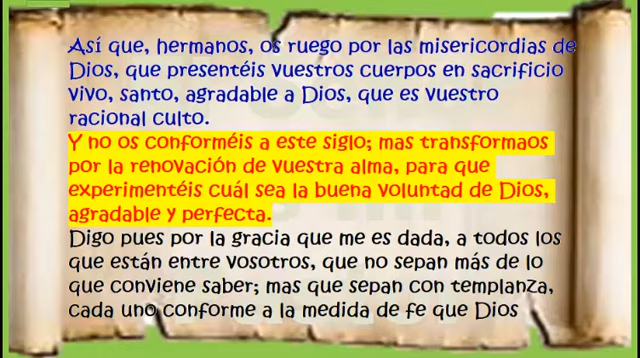 Así que, hermanos, os ruego por las misericordias de
Dios, que presentéis vuestros cuerpos en sacrificio
vivo, santo, agradable a Dios, que es vuestro
racional culto.
Y no os conforméis a este siglo; mas transformaos
por la renovación de vuestra alma, para que
experimentéis cuál sea la buena voluntad de Dios,
agradable y perfecta.
Digo pues por la gracia que me es dada, a todos los
que están entre vosotros, que no sepan más de lo
que conviene saber; mas que sepan con templanza,
cada uno conforme a la medida de fe que Dios